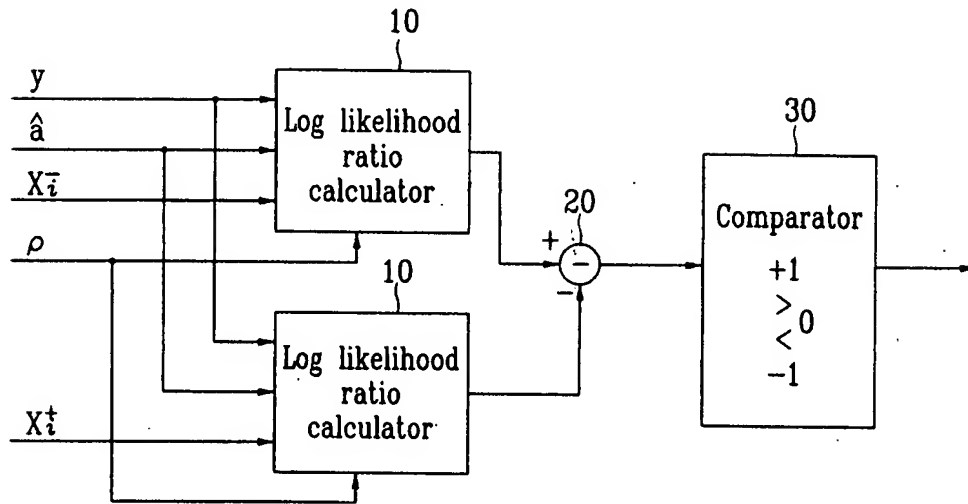 10
y
â
Xī
ρ
Log likelihood
ratio
calculator
20
+
-
-
10
Xi+
Log likelihood
ratio
calculator
30
Comparator
+1
>
< 0
-1